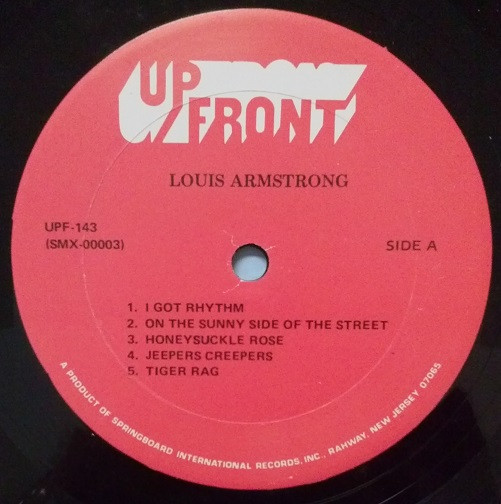 UP
FRONT
LOUIS ARMSTRONG
UPF-143
(SMX-00003)
SIDE A
1. I GOT RHYTHM
2. ON THE SUNNY SIDE OF THE STREET
3. HONEYSUCKLE ROSE
4. JEEPERS CREEPERS
5. TIGER RAG
A PRODUCT OF SPRINGBOARD INTERNATIONAL RECORDS, INC., RAHWAY, NEW JERSEY 07065